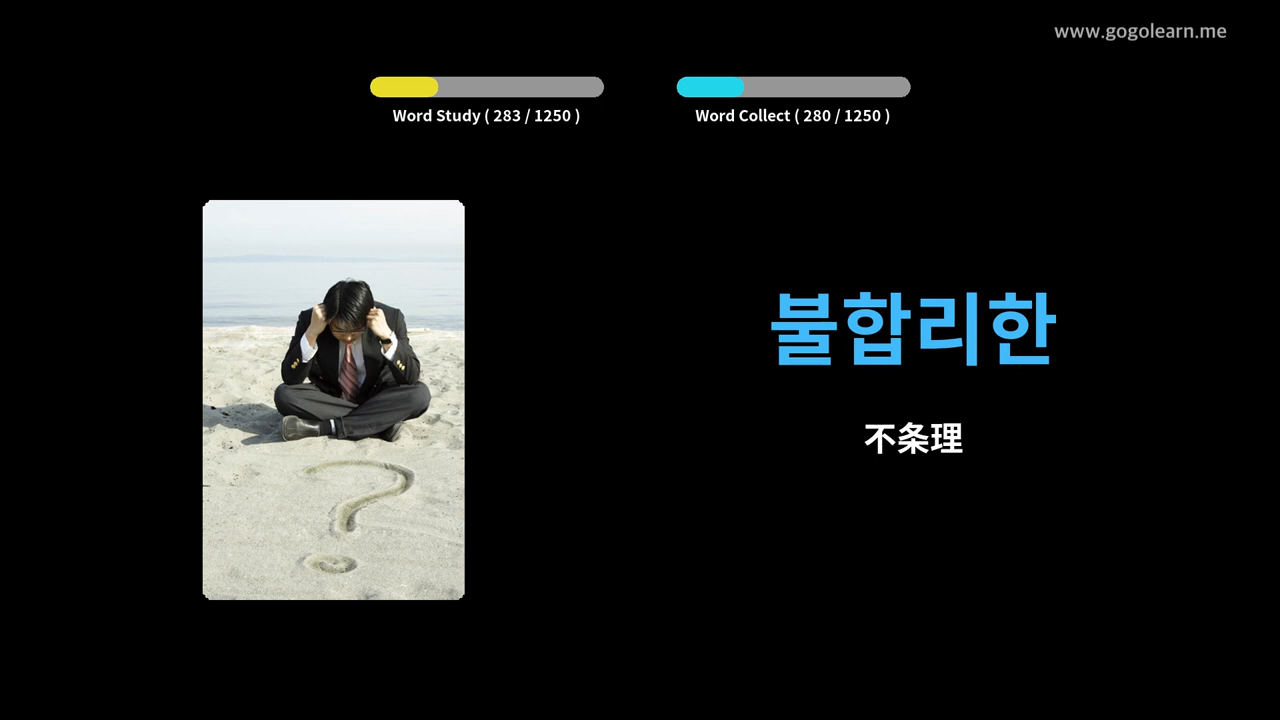 www.gogolearn.me
Word Study ( 283 / 1250 )
Word Collect ( 280 / 1250 )
불합리한
不条理
?